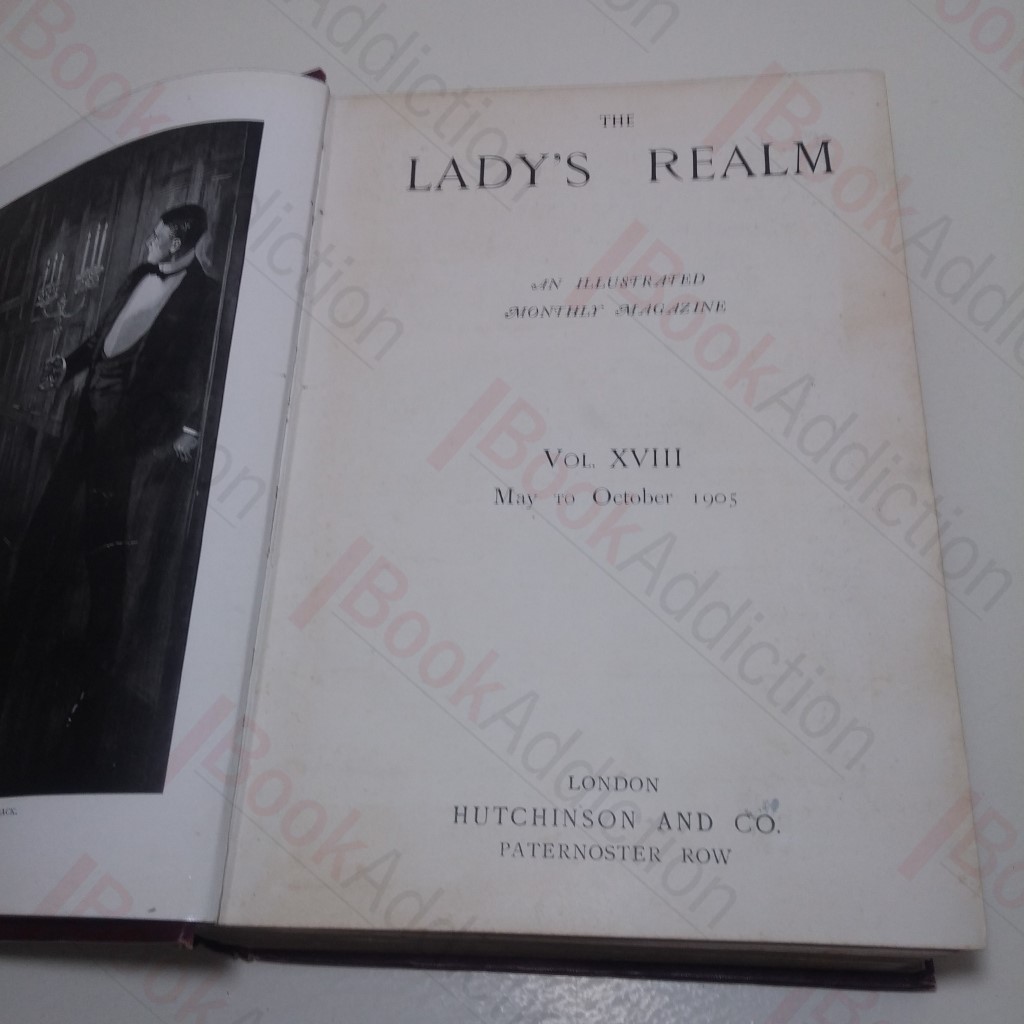 THE
LADY'S REALM
AN ILLUSTRATED
MONTHLY MAGAZINE
VOL. XVIII
May to October 1905
LONDON
HUTCHINSON AND CO.
PATERNOSTER ROW
BookAddiction